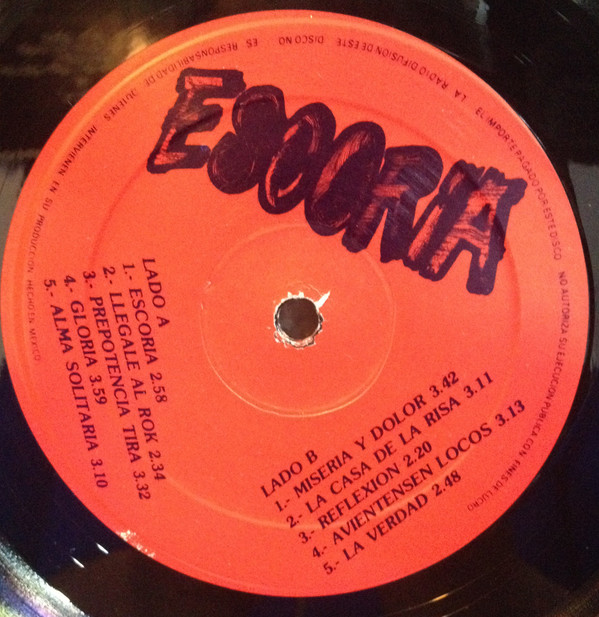 ESCORIA
LADO A
1.- ESCORIA 2.58
2.- LLEGALE AL ROK 2.34
3.- PREPOTENCIA TIRA 3.32
4.- GLORIA 3.59
5.- ALMA SOLITARIA 3.10
LADO B
1.- MISERIA Y DOLOR 3.42
2.- LA CASA DE LA RISA 3.11
3.- REFLEXION 2.20
4.- AVIENTENSEN LOCOS 3.13
5.- LA VERDAD 2.48
EL IMPORTE PAGADO POR ESTE DISCO NO AUTORIZA SU EJECUCION PUBLICA CON FINES DE LUCRO
LA RADIO DIFUSION DE ESTE DISCO NO ES RESPONSABILIDAD DE QUIENES INTERVIENEN EN SU PRODUCCION HECHO EN MEXICO